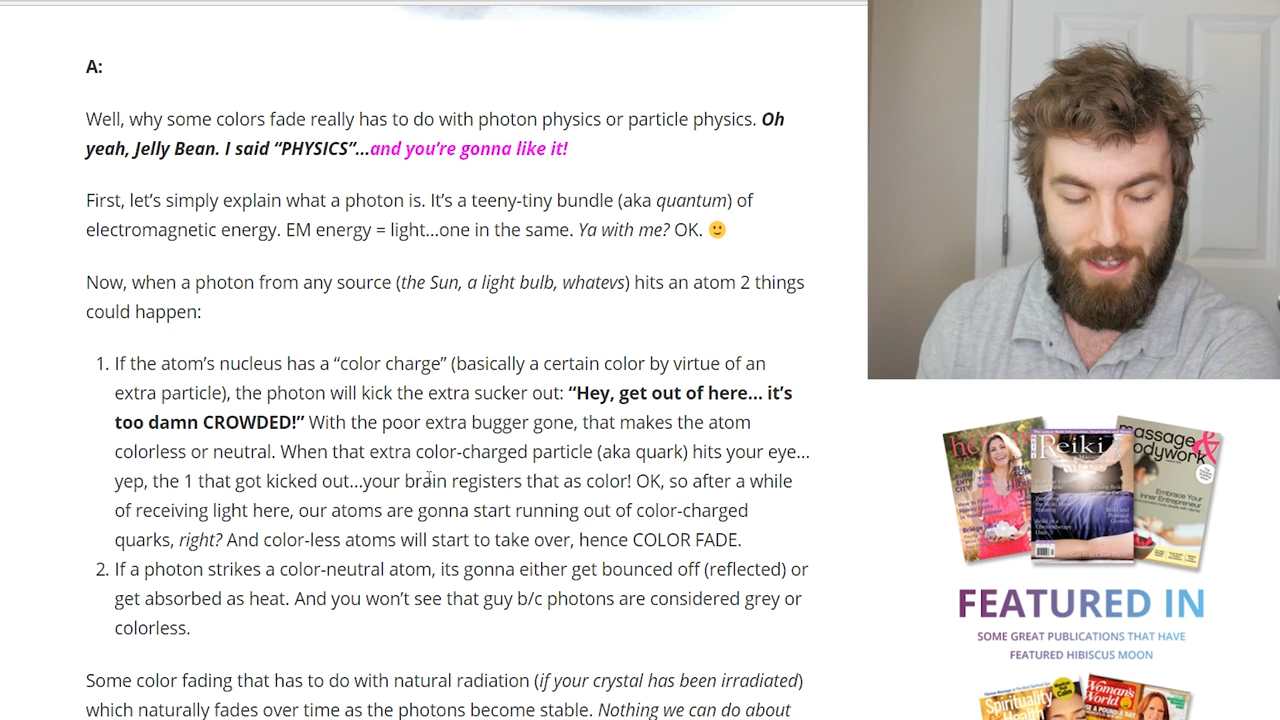 A:
Well, why some colors fade really has to do with photon physics or particle physics. Oh
yeah, Jelly Bean. I said “PHYSICS”...and you’re gonna like it!
First, let’s simply explain what a photon is. It’s a teeny-tiny bundle (aka quantum) of
electromagnetic energy. EM energy = light...one in the same. Ya with me? OK. 🙂
Now, when a photon from any source (the Sun, a light bulb, whatevs) hits an atom 2 things
could happen:
1. If the atom’s nucleus has a “color charge” (basically a certain color by virtue of an
extra particle), the photon will kick the extra sucker out: “Hey, get out of here... it’s
too damn CROWDED!” With the poor extra bugger gone, that makes the atom
colorless or neutral. When that extra color-charged particle (aka quark) hits your eye...
yep, the 1 that got kicked out...your brain registers that as color! OK, so after a while
of receiving light here, our atoms are gonna start running out of color-charged
quarks, right? And color-less atoms will start to take over, hence COLOR FADE.
2. If a photon strikes a color-neutral atom, its gonna either get bounced off (reflected) or
get absorbed as heat. And you won’t see that guy b/c photons are considered grey or
colorless.
Some color fading that has to do with natural radiation (if your crystal has been irradiated)
which naturally fades over time as the photons become stable. Nothing we can do about
Reiki
massage &
bodywork
Embrace Your
Inner Entrepreneur
FEATURED IN
SOME GREAT PUBLICATIONS THAT HAVE
FEATURED HIBISCUS MOON
Spirituality
& Health
Woman's
World